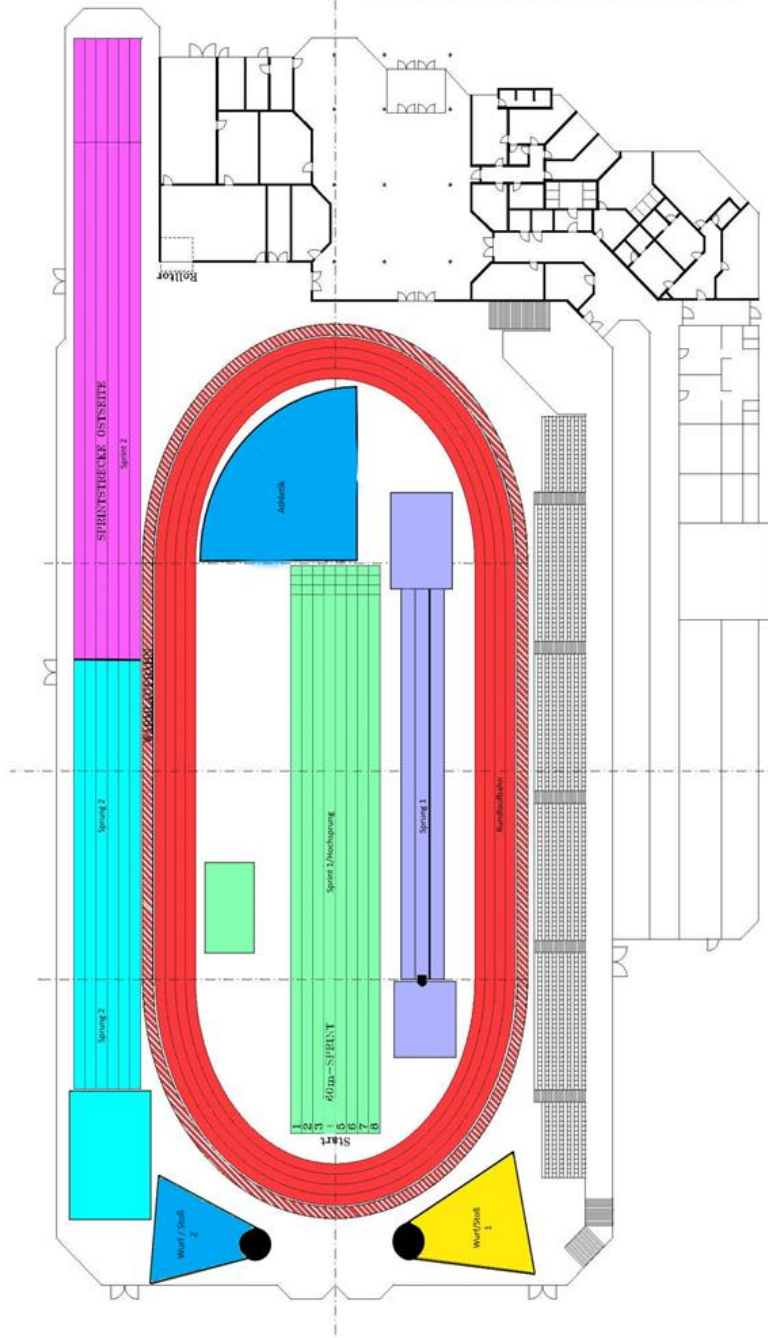 Rolltor
SPRINTSTRECKE OSTSEITE
Sprint 2
Athletik
Sprung 2
Sprint 1/Hochsprung
Sprung 1
Rundlaufbahn
Sprung 2
60m-SPRINT
1
2
3
5
6
7
8
Start
Wurf / Stoß
2
Wurf/Stoß
1